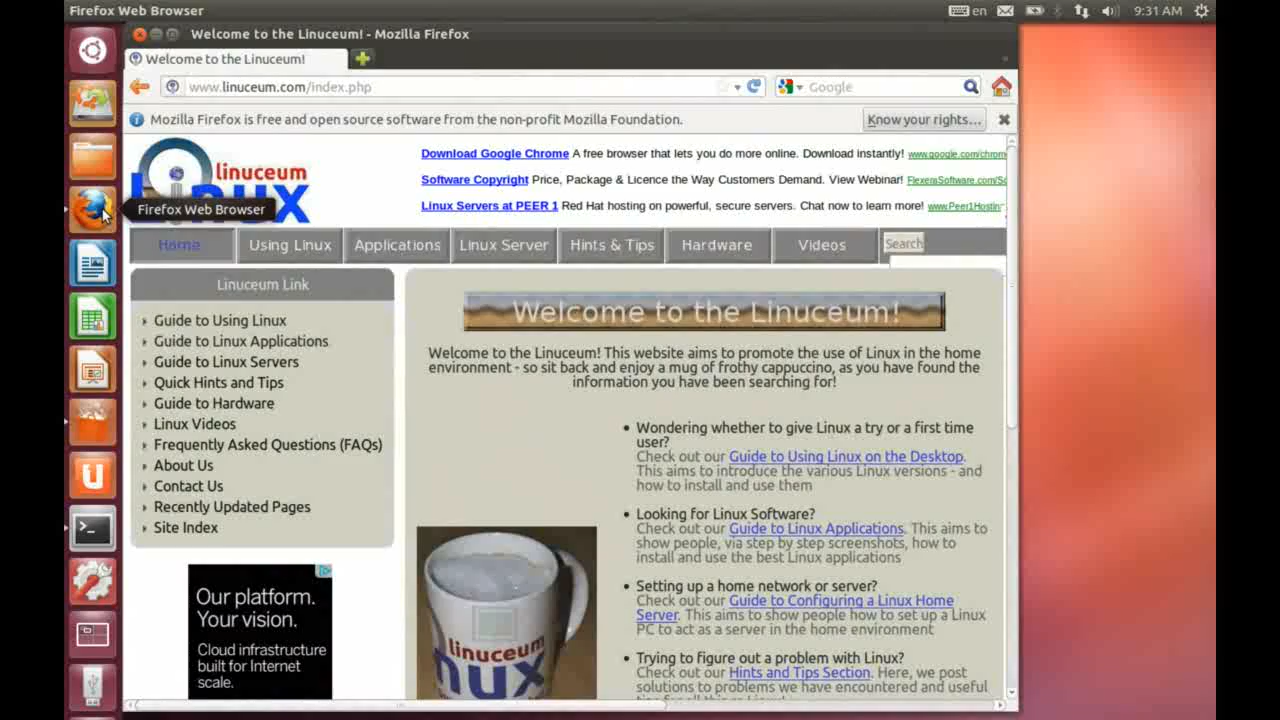 Firefox Web Browser
en
9:31 AM
Welcome to the Linuceum! - Mozilla Firefox
Welcome to the Linuceum!
www.linuceum.com/index.php
Google
Mozilla Firefox is free and open source software from the non-profit Mozilla Foundation.
Know your rights...
linuceum
Firefox Web Browser
Download Google Chrome A free browser that lets you do more online. Download instantly! www.google.com/chrom
Software Copyright Price, Package & Licence the Way Customers Demand. View Webinar! FlexeraSoftware.com/So
Linux Servers at PEER 1 Red Hat hosting on powerful, secure servers. Chat now to learn more! www.Peer1Hostin
Home
Using Linux
Applications
Linux Server
Hints & Tips
Hardware
Videos
Search
Linuceum Link
Guide to Using Linux
Guide to Linux Applications
Guide to Linux Servers
Quick Hints and Tips
Guide to Hardware
Linux Videos
Frequently Asked Questions (FAQs)
About Us
Contact Us
Recently Updated Pages
Site Index
Our platform.
Your vision.
Cloud infrastructure
built for Internet
scale.
Welcome to the Linuceum!
Welcome to the Linuceum! This website aims to promote the use of Linux in the home
environment - so sit back and enjoy a mug of frothy cappuccino, as you have found the
information you have been searching for!
linuceum
nux
Wondering whether to give Linux a try or a first time
user?
Check out our Guide to Using Linux on the Desktop.
This aims to introduce the various Linux versions - and
how to install and use them
Looking for Linux Software?
Check out our Guide to Linux Applications. This aims to
show people, via step by step screenshots, how to
install and use the best Linux applications
Setting up a home network or server?
Check out our Guide to Configuring a Linux Home
Server. This aims to show people how to set up a Linux
PC to act as a server in the home environment
Trying to figure out a problem with Linux?
Check out our Hints and Tips Section. Here, we post
solutions to problems we have encountered and useful